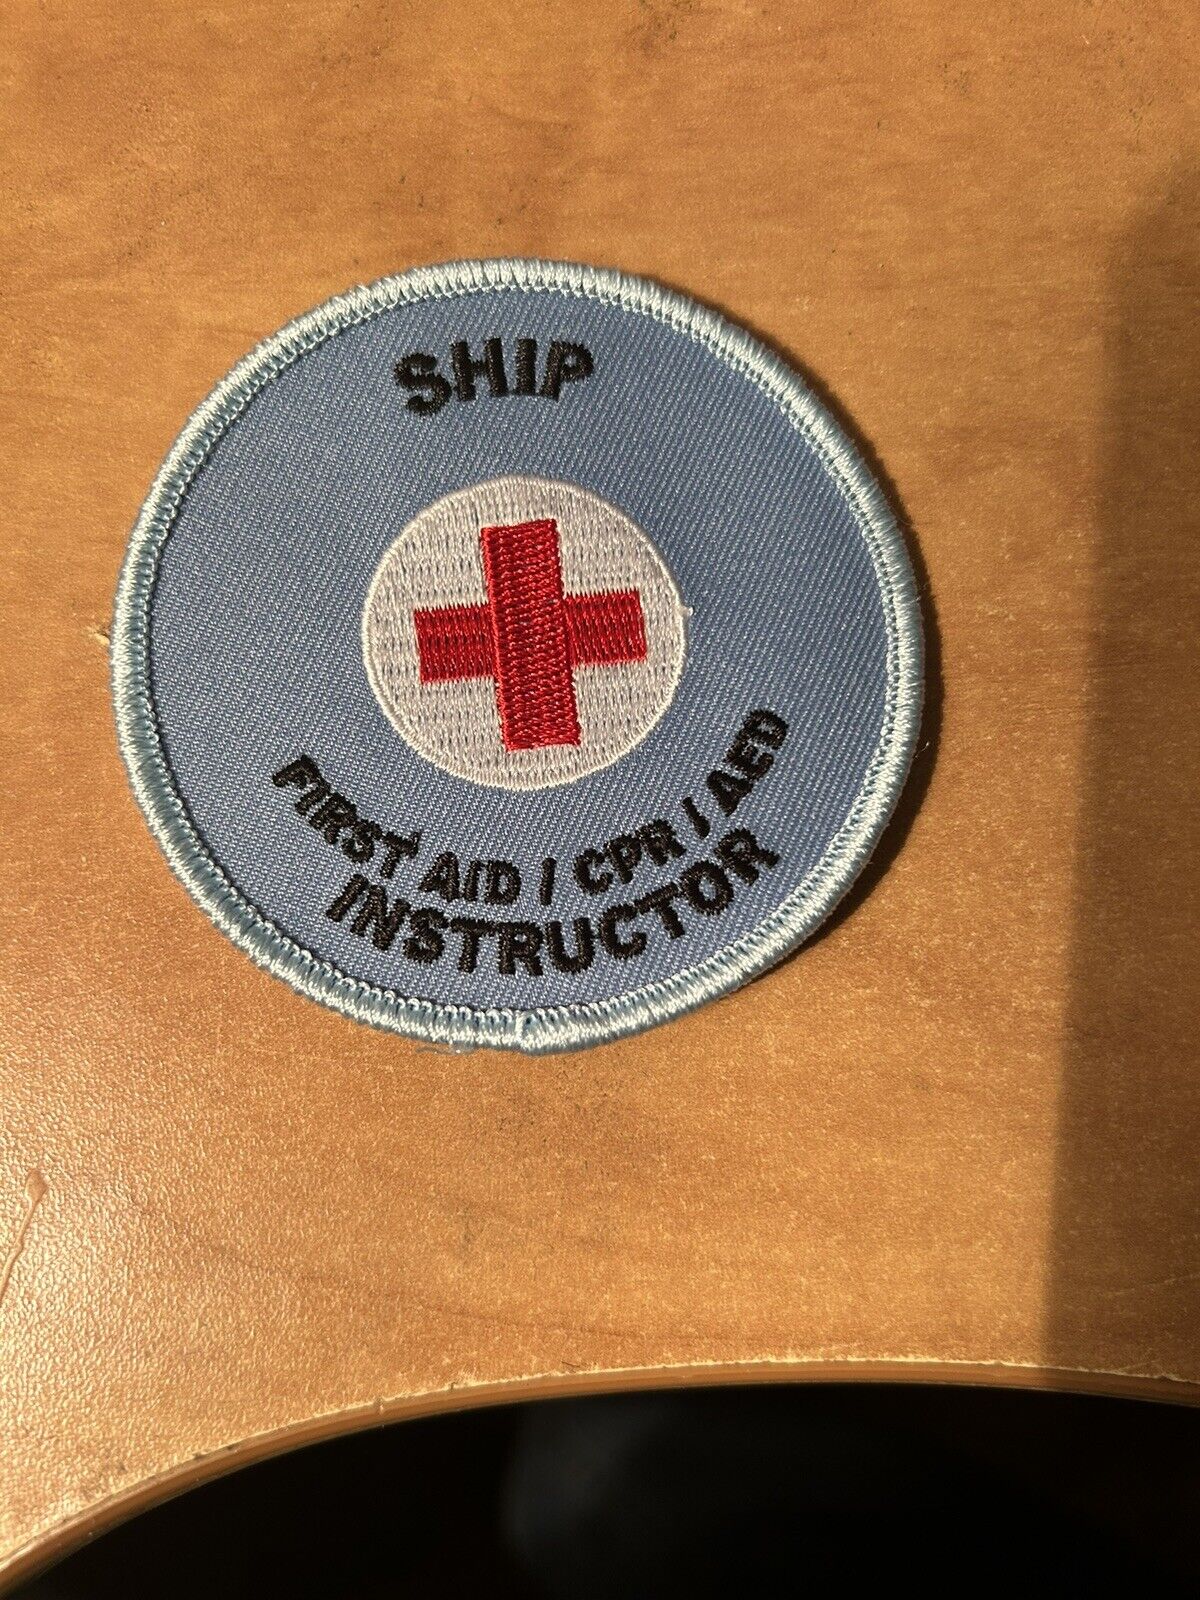 SHIP
FIRST AID / CPR / AED
INSTRUCTOR